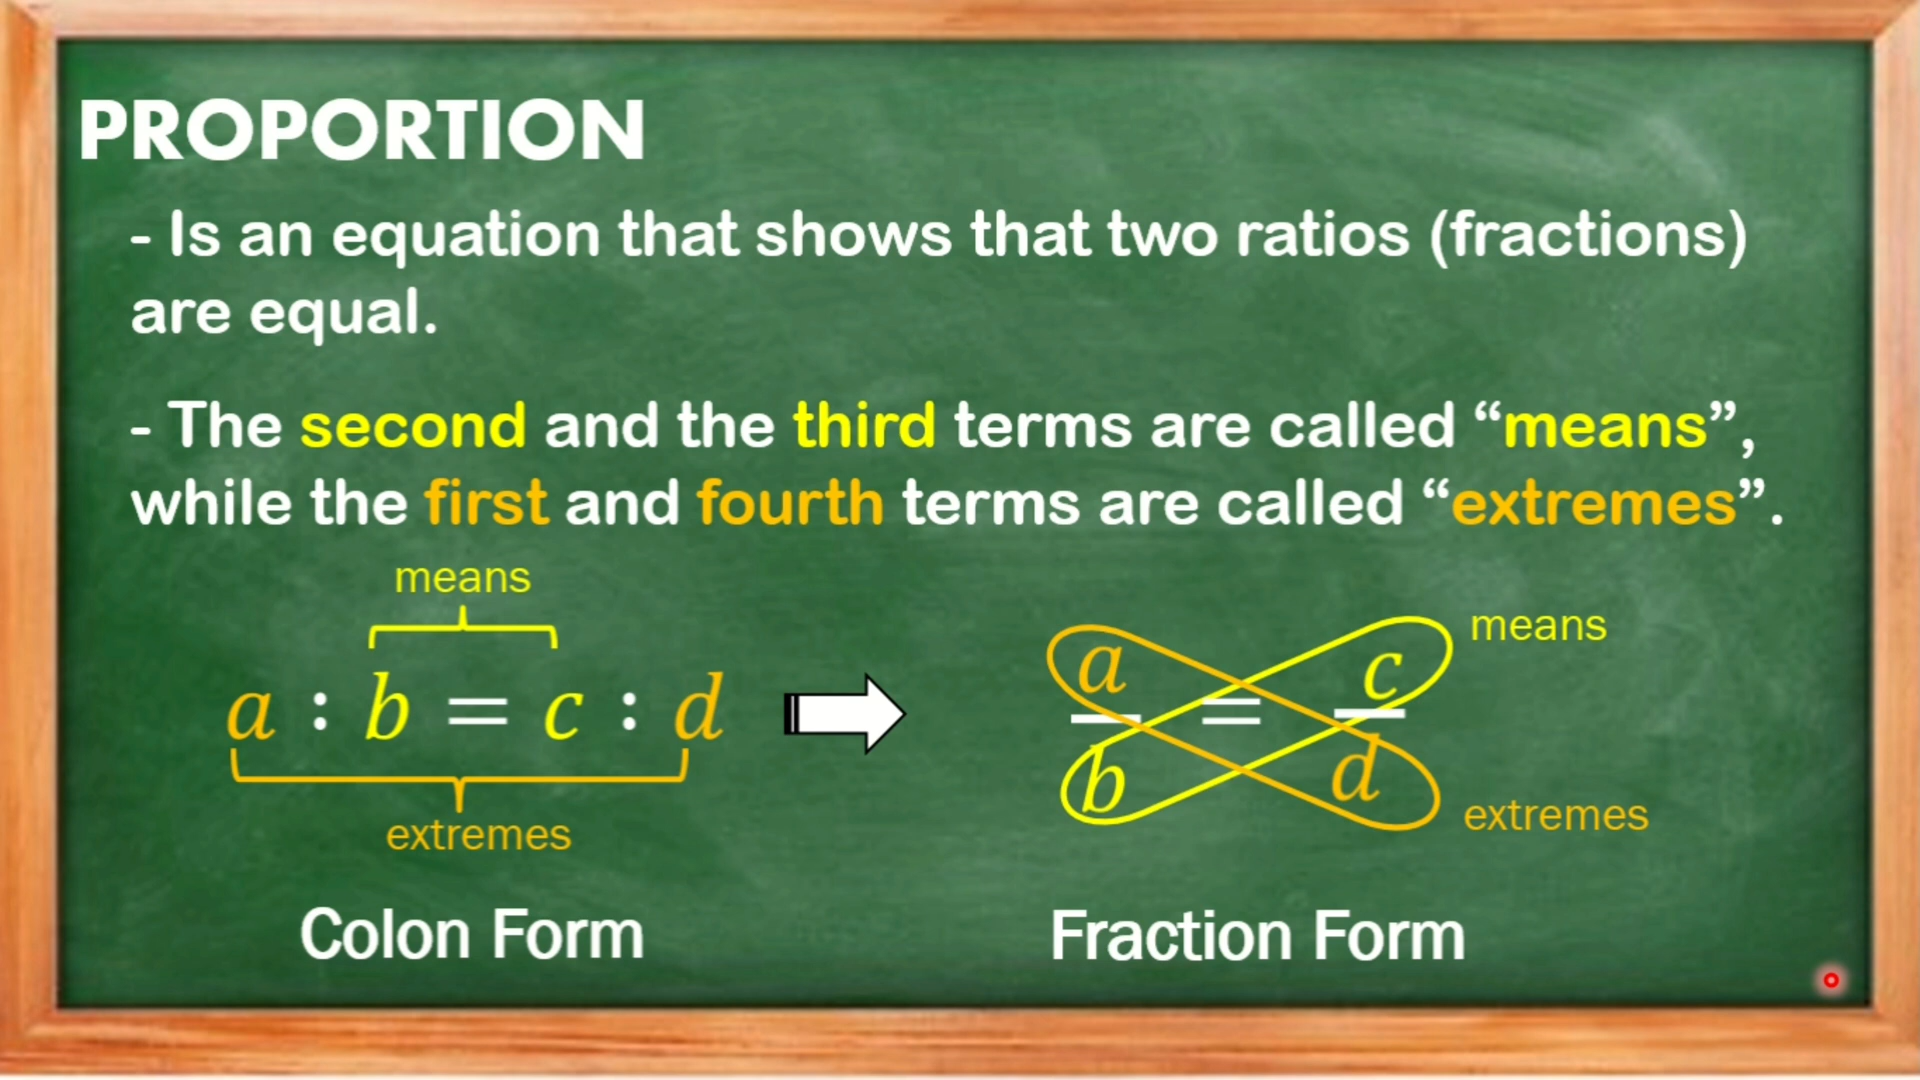 PROPORTION
- Is an equation that shows that two ratios (fractions)
are equal.
- The second and the third terms are called “means”,
while the first and fourth terms are called “extremes”.
means
a : b = c : d
extremes
Colon Form
a/b = c/d
means
extremes
Fraction Form